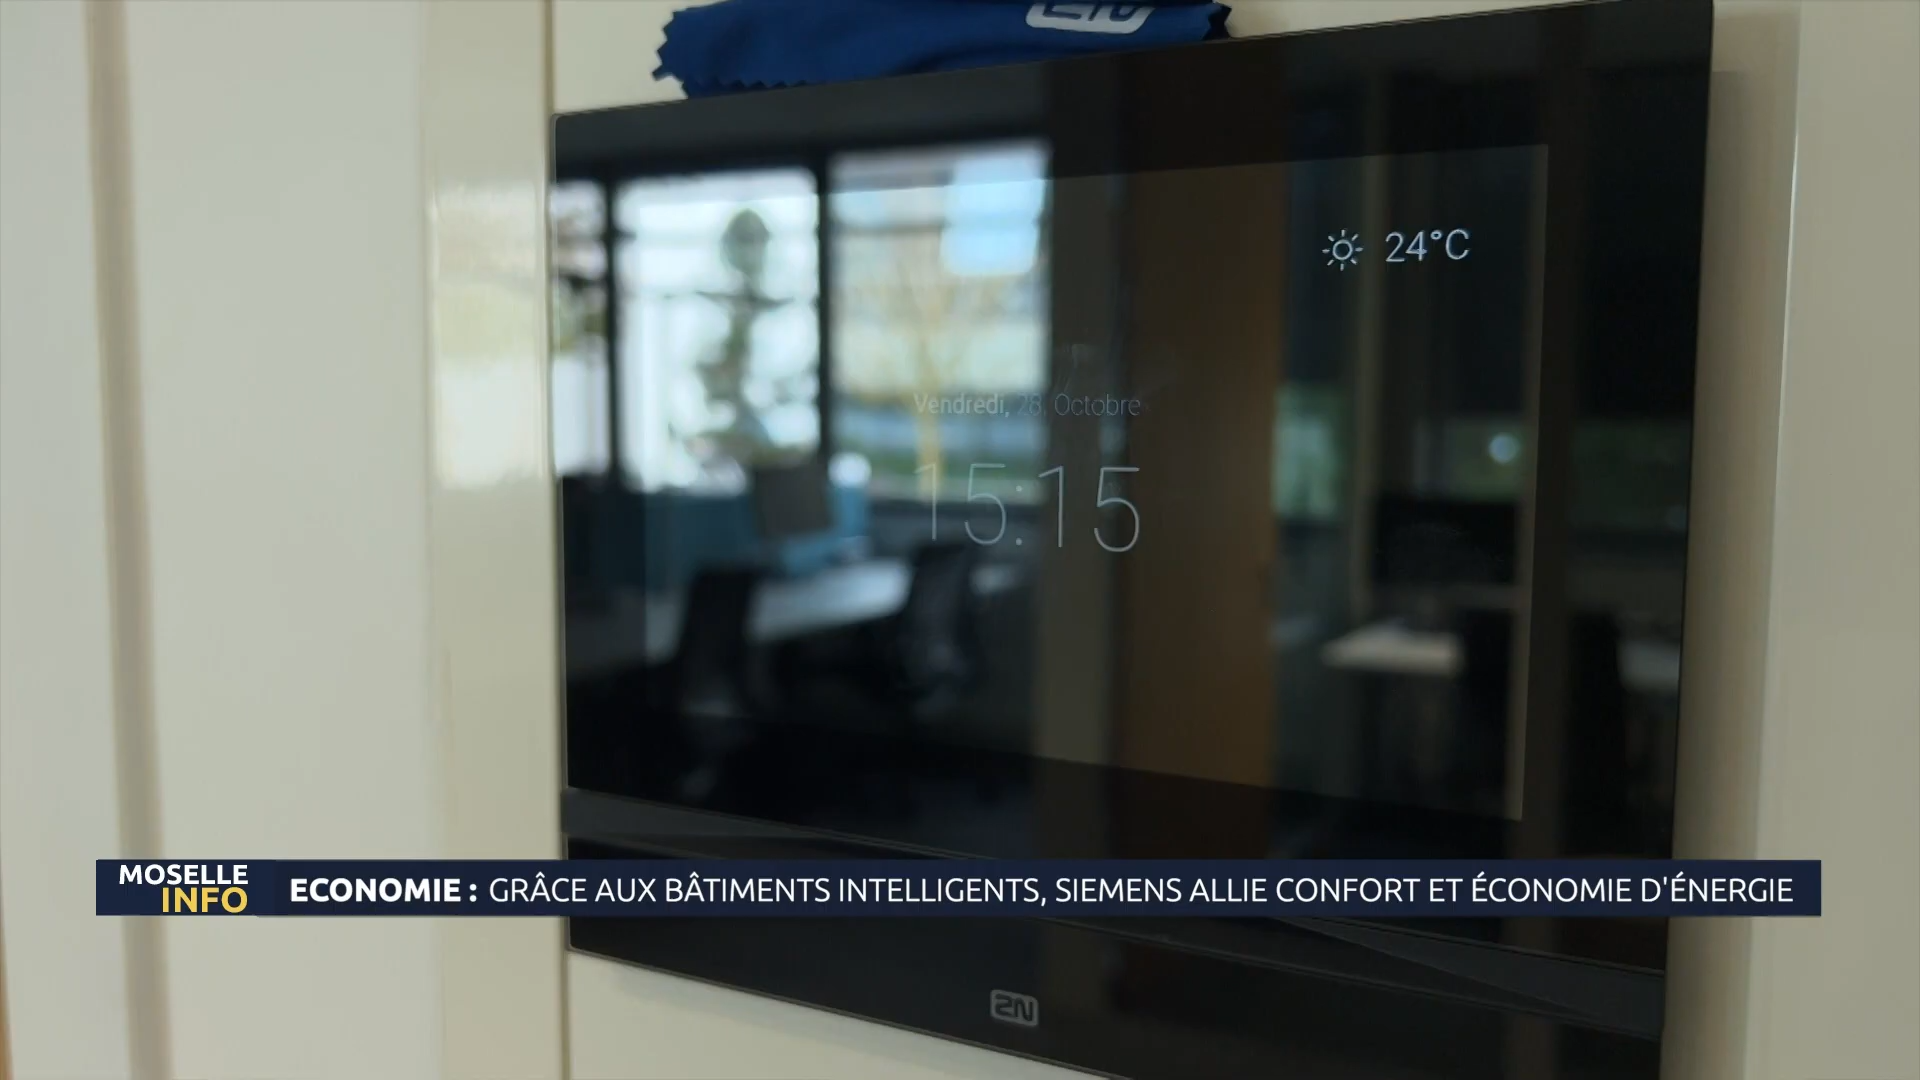 2N
24°C
Vendredi, 28. Octobre
15:15
MOSELLE
INFO
ECONOMIE : GRÂCE AUX BÂTIMENTS INTELLIGENTS, SIEMENS ALLIE CONFORT ET ÉCONOMIE D'ÉNERGIE
2N